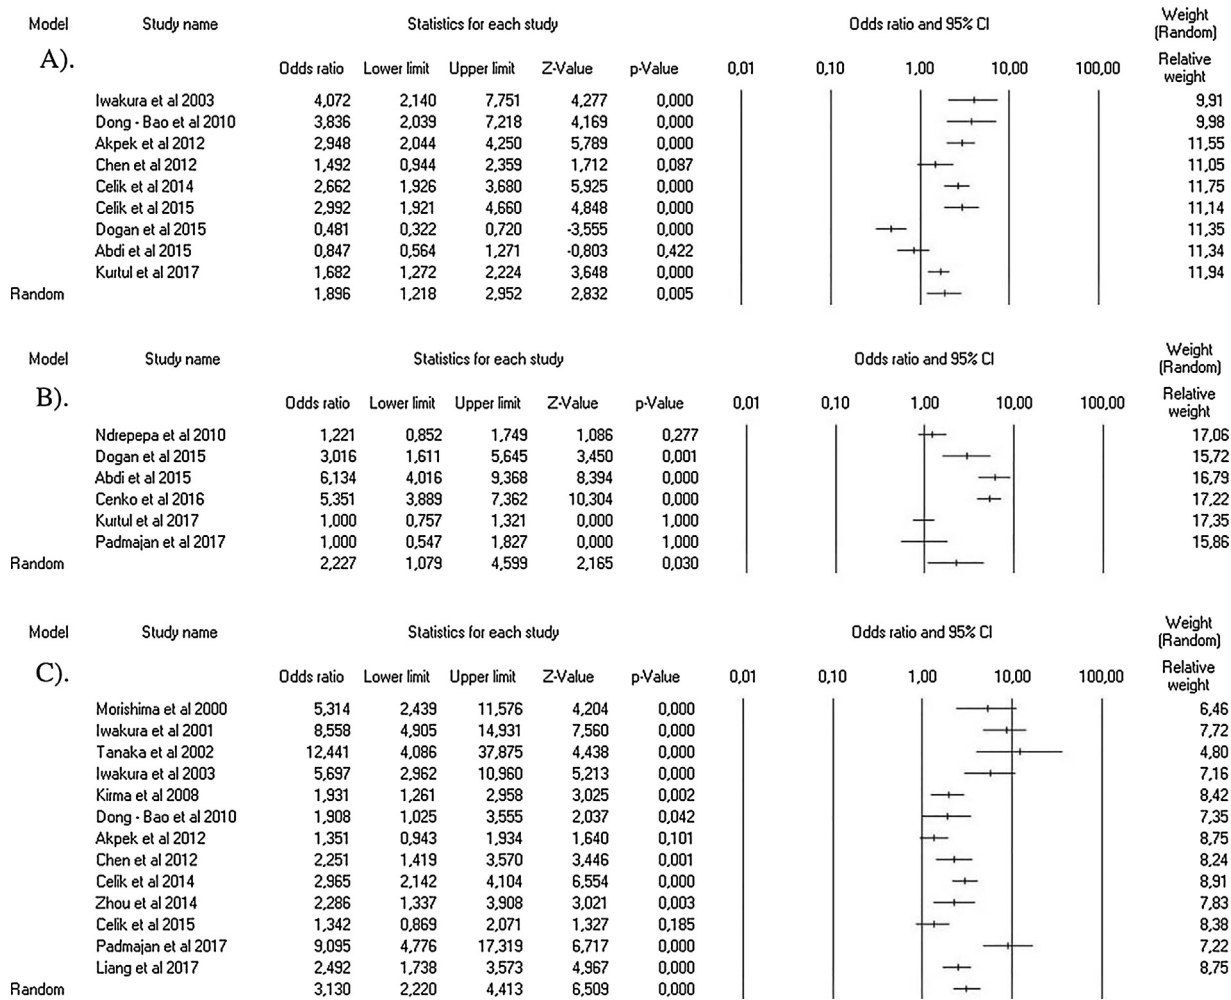 Model Study name Statistics for each study Odds ratio and 95% CI Weight (Random)
A).
Odds ratio Lower limit Upper limit Z-Value p-Value 0,01 0,10 1,00 10,00 100,00 Relative weight
Iwakura et al 2003 4,072 2,140 7,751 4,277 0,000 9,91
Dong - Bao et al 2010 3,836 2,039 7,218 4,169 0,000 9,98
Akpek et al 2012 2,948 2,044 4,250 5,789 0,000 11,55
Chen et al 2012 1,492 0,944 2,359 1,712 0,087 11,05
Celik et al 2014 2,662 1,926 3,680 5,925 0,000 11,75
Celik et al 2015 2,992 1,921 4,660 4,848 0,000 11,14
Dogan et al 2015 0,481 0,322 0,720 -3,555 0,000 11,35
Abdi et al 2015 0,847 0,564 1,271 -0,803 0,422 11,34
Kurtul et al 2017 1,682 1,272 2,224 3,648 0,000 11,94
Random 1,896 1,218 2,952 2,832 0,005
Model Study name Statistics for each study Odds ratio and 95% CI Weight (Random)
B).
Odds ratio Lower limit Upper limit Z-Value p-Value 0,01 0,10 1,00 10,00 100,00 Relative weight
Ndrepepa et al 2010 1,221 0,852 1,749 1,086 0,277 17,06
Dogan et al 2015 3,016 1,611 5,645 3,450 0,001 15,72
Abdi et al 2015 6,134 4,016 9,368 8,394 0,000 16,79
Cenko et al 2016 5,351 3,889 7,362 10,304 0,000 17,22
Kurtul et al 2017 1,000 0,757 1,321 0,000 1,000 17,35
Padmajan et al 2017 1,000 0,547 1,827 0,000 1,000 15,86
Random 2,227 1,079 4,599 2,165 0,030
Model Study name Statistics for each study Odds ratio and 95% CI Weight (Random)
C).
Odds ratio Lower limit Upper limit Z-Value p-Value 0,01 0,10 1,00 10,00 100,00 Relative weight
Morishima et al 2000 5,314 2,439 11,576 4,204 0,000 6,46
Iwakura et al 2001 8,558 4,905 14,931 7,560 0,000 7,72
Tanaka et al 2002 12,441 4,086 37,875 4,438 0,000 4,80
Iwakura et al 2003 5,697 2,962 10,960 5,213 0,000 7,16
Kirma et al 2008 1,931 1,261 2,958 3,025 0,002 8,42
Dong - Bao et al 2010 1,908 1,025 3,555 2,037 0,042 7,35
Akpek et al 2012 1,351 0,943 1,934 1,640 0,101 8,75
Chen et al 2012 2,251 1,419 3,570 3,446 0,001 8,24
Celik et al 2014 2,965 2,142 4,104 6,554 0,000 8,91
Zhou et al 2014 2,286 1,337 3,908 3,021 0,003 7,83
Celik et al 2015 1,342 0,869 2,071 1,327 0,185 8,38
Padmajan et al 2017 9,095 4,776 17,319 6,717 0,000 7,22
Liang et al 2017 2,492 1,738 3,573 4,967 0,000 8,75
Random 3,130 2,220 4,413 6,509 0,000